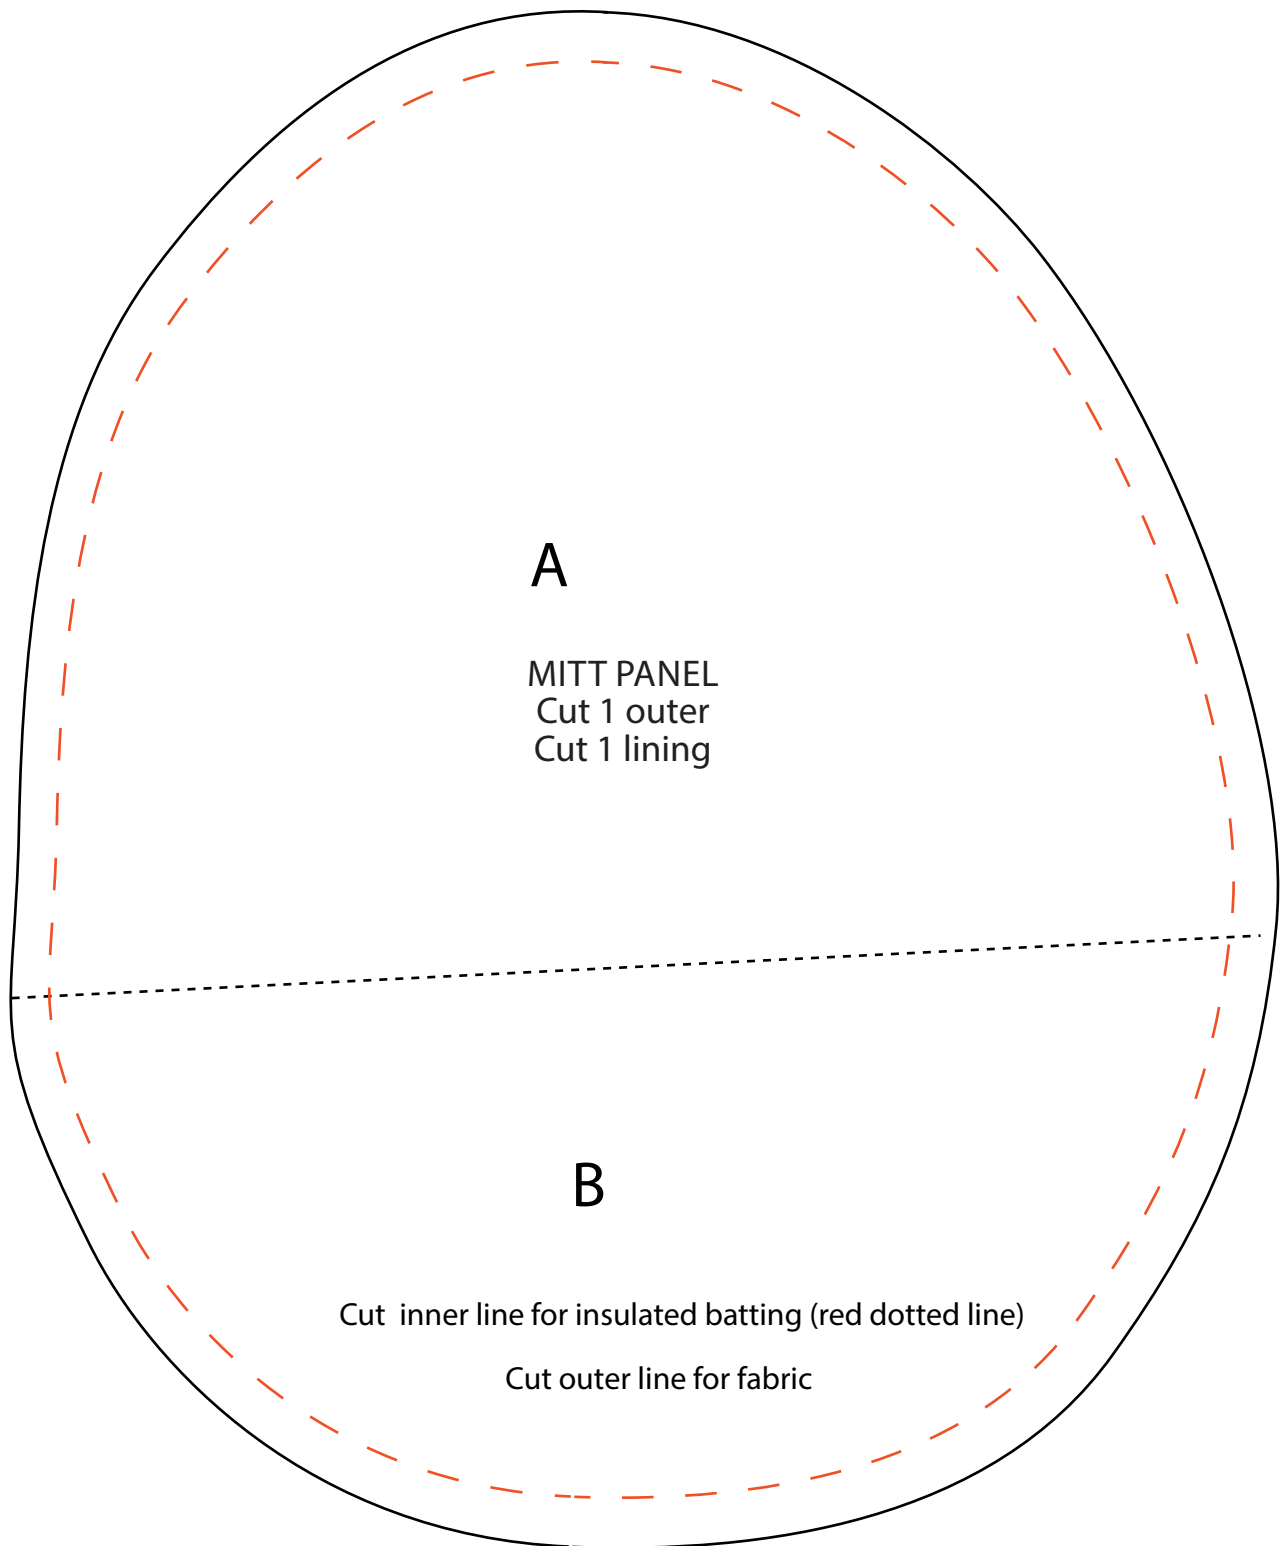 A
MITT PANEL
Cut 1 outer
Cut 1 lining
B
Cut  inner line for insulated batting (red dotted line)
Cut outer line for fabric